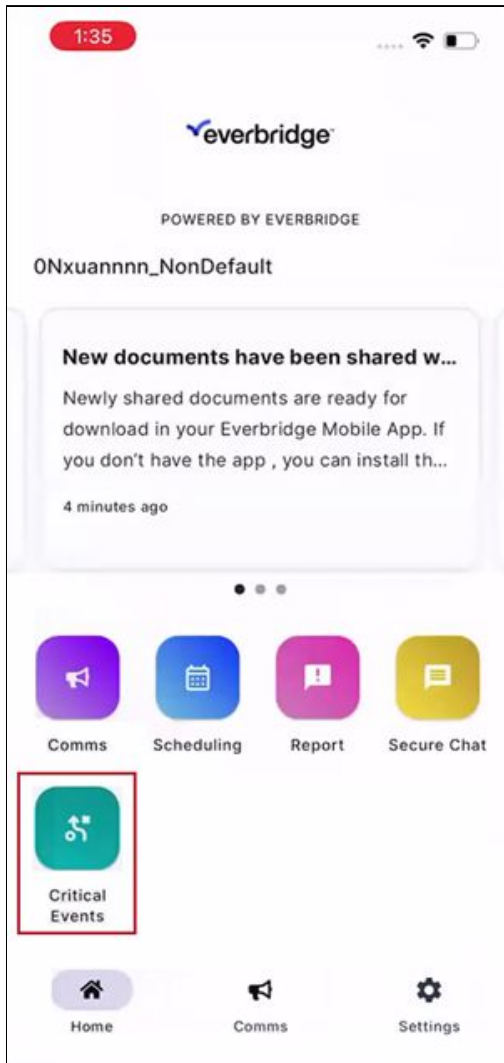 1:35
everbridge™
POWERED BY EVERBRIDGE
0Nxuannnn_NonDefault
New documents have been shared w...
Newly shared documents are ready for
download in your Everbridge Mobile App. If
you don't have the app , you can install th...
4 minutes ago
Comms Scheduling Report Secure Chat
Critical
Events
Home Comms Settings